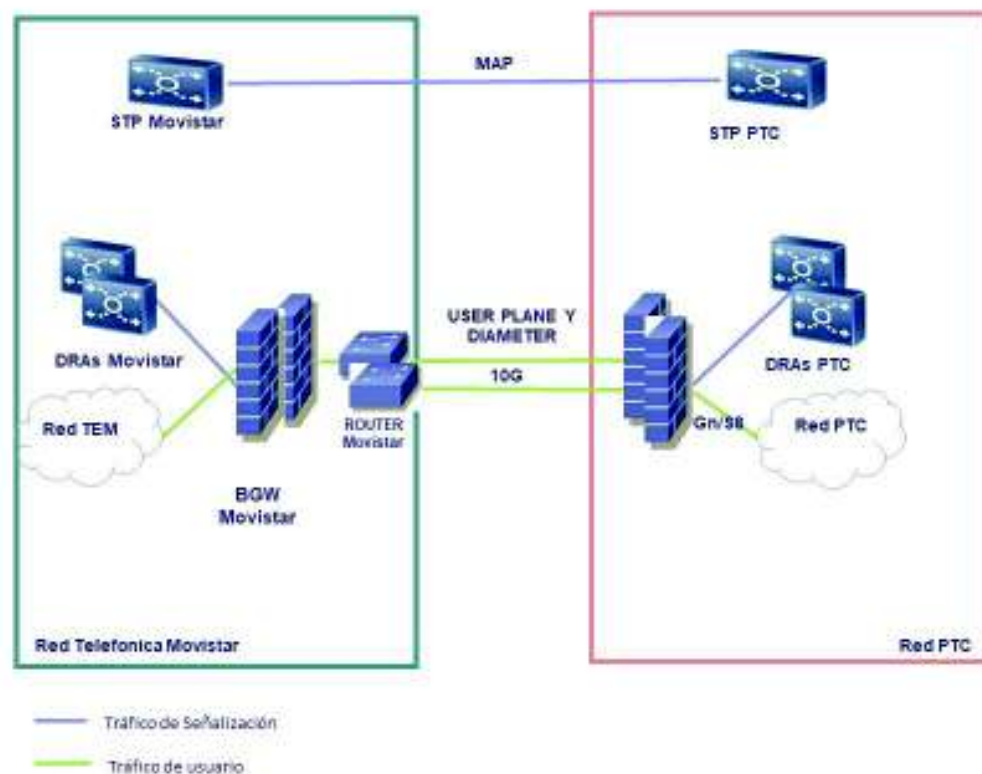 MAP
STP Movistar
STP PTC
USER PLANE Y
DIAMETER
DRAs Movistar
DRAs PTC
10G
Red TEM
ROUTER
Movistar
Gn/S8
Red PTC
BGW
Movistar
Red Telefonica Movistar
Red PTC
Tráfico de Señalización
Tráfico de usuario